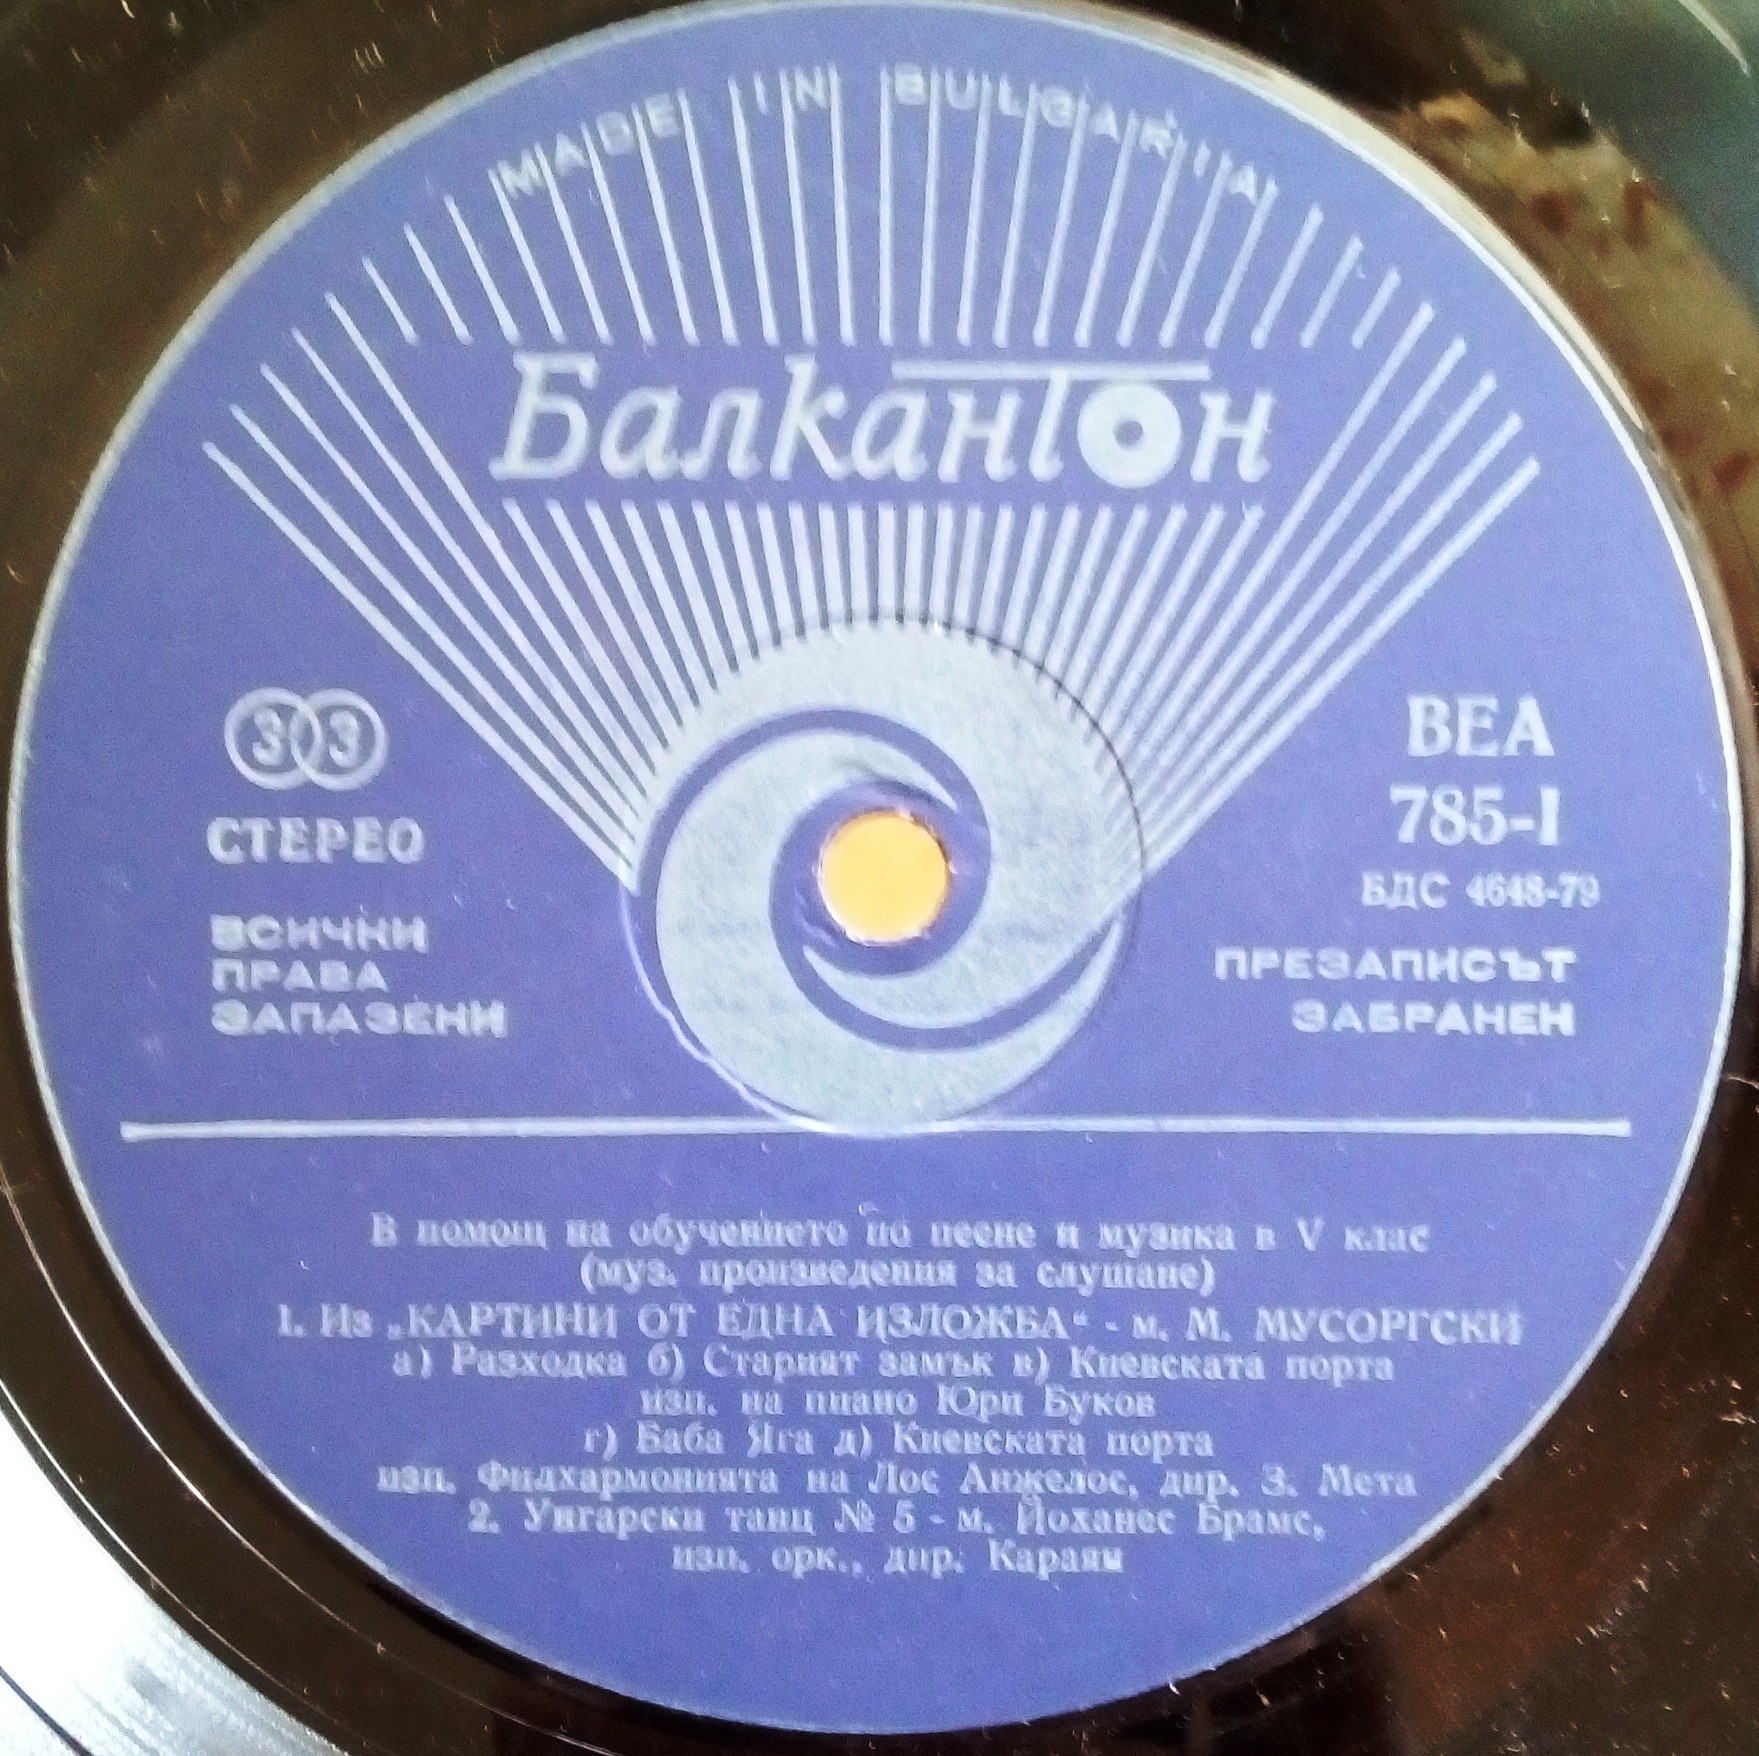 MADE IN BULGARIA
Балкантон
33
СТЕРЕО
ВСИЧКИ
ПРАВА
ЗАПАЗЕНИ
ВЕА
785-I
БДС 4648-79
ПРЕЗАПИСЪТ
ЗАБРАНЕН
В помощ на обучението по пеене и музика в V клас
(муз. произведения за слушане)
1. Из „КАРТИНИ ОТ ЕДНА ИЗЛОЖБА“ - м. М. МУСОРГСКИ
а) Разходка б) Старият замък в) Киевската порта
изп. на пиано Юри Буков
г) Баба Яга д) Киевската порта
изп. Филхармонията на Лос Анжелос, дир. З. Мета
2. Унгарски танц № 5 - м. Йоханес Брамс,
изп. орк., дир. Караян